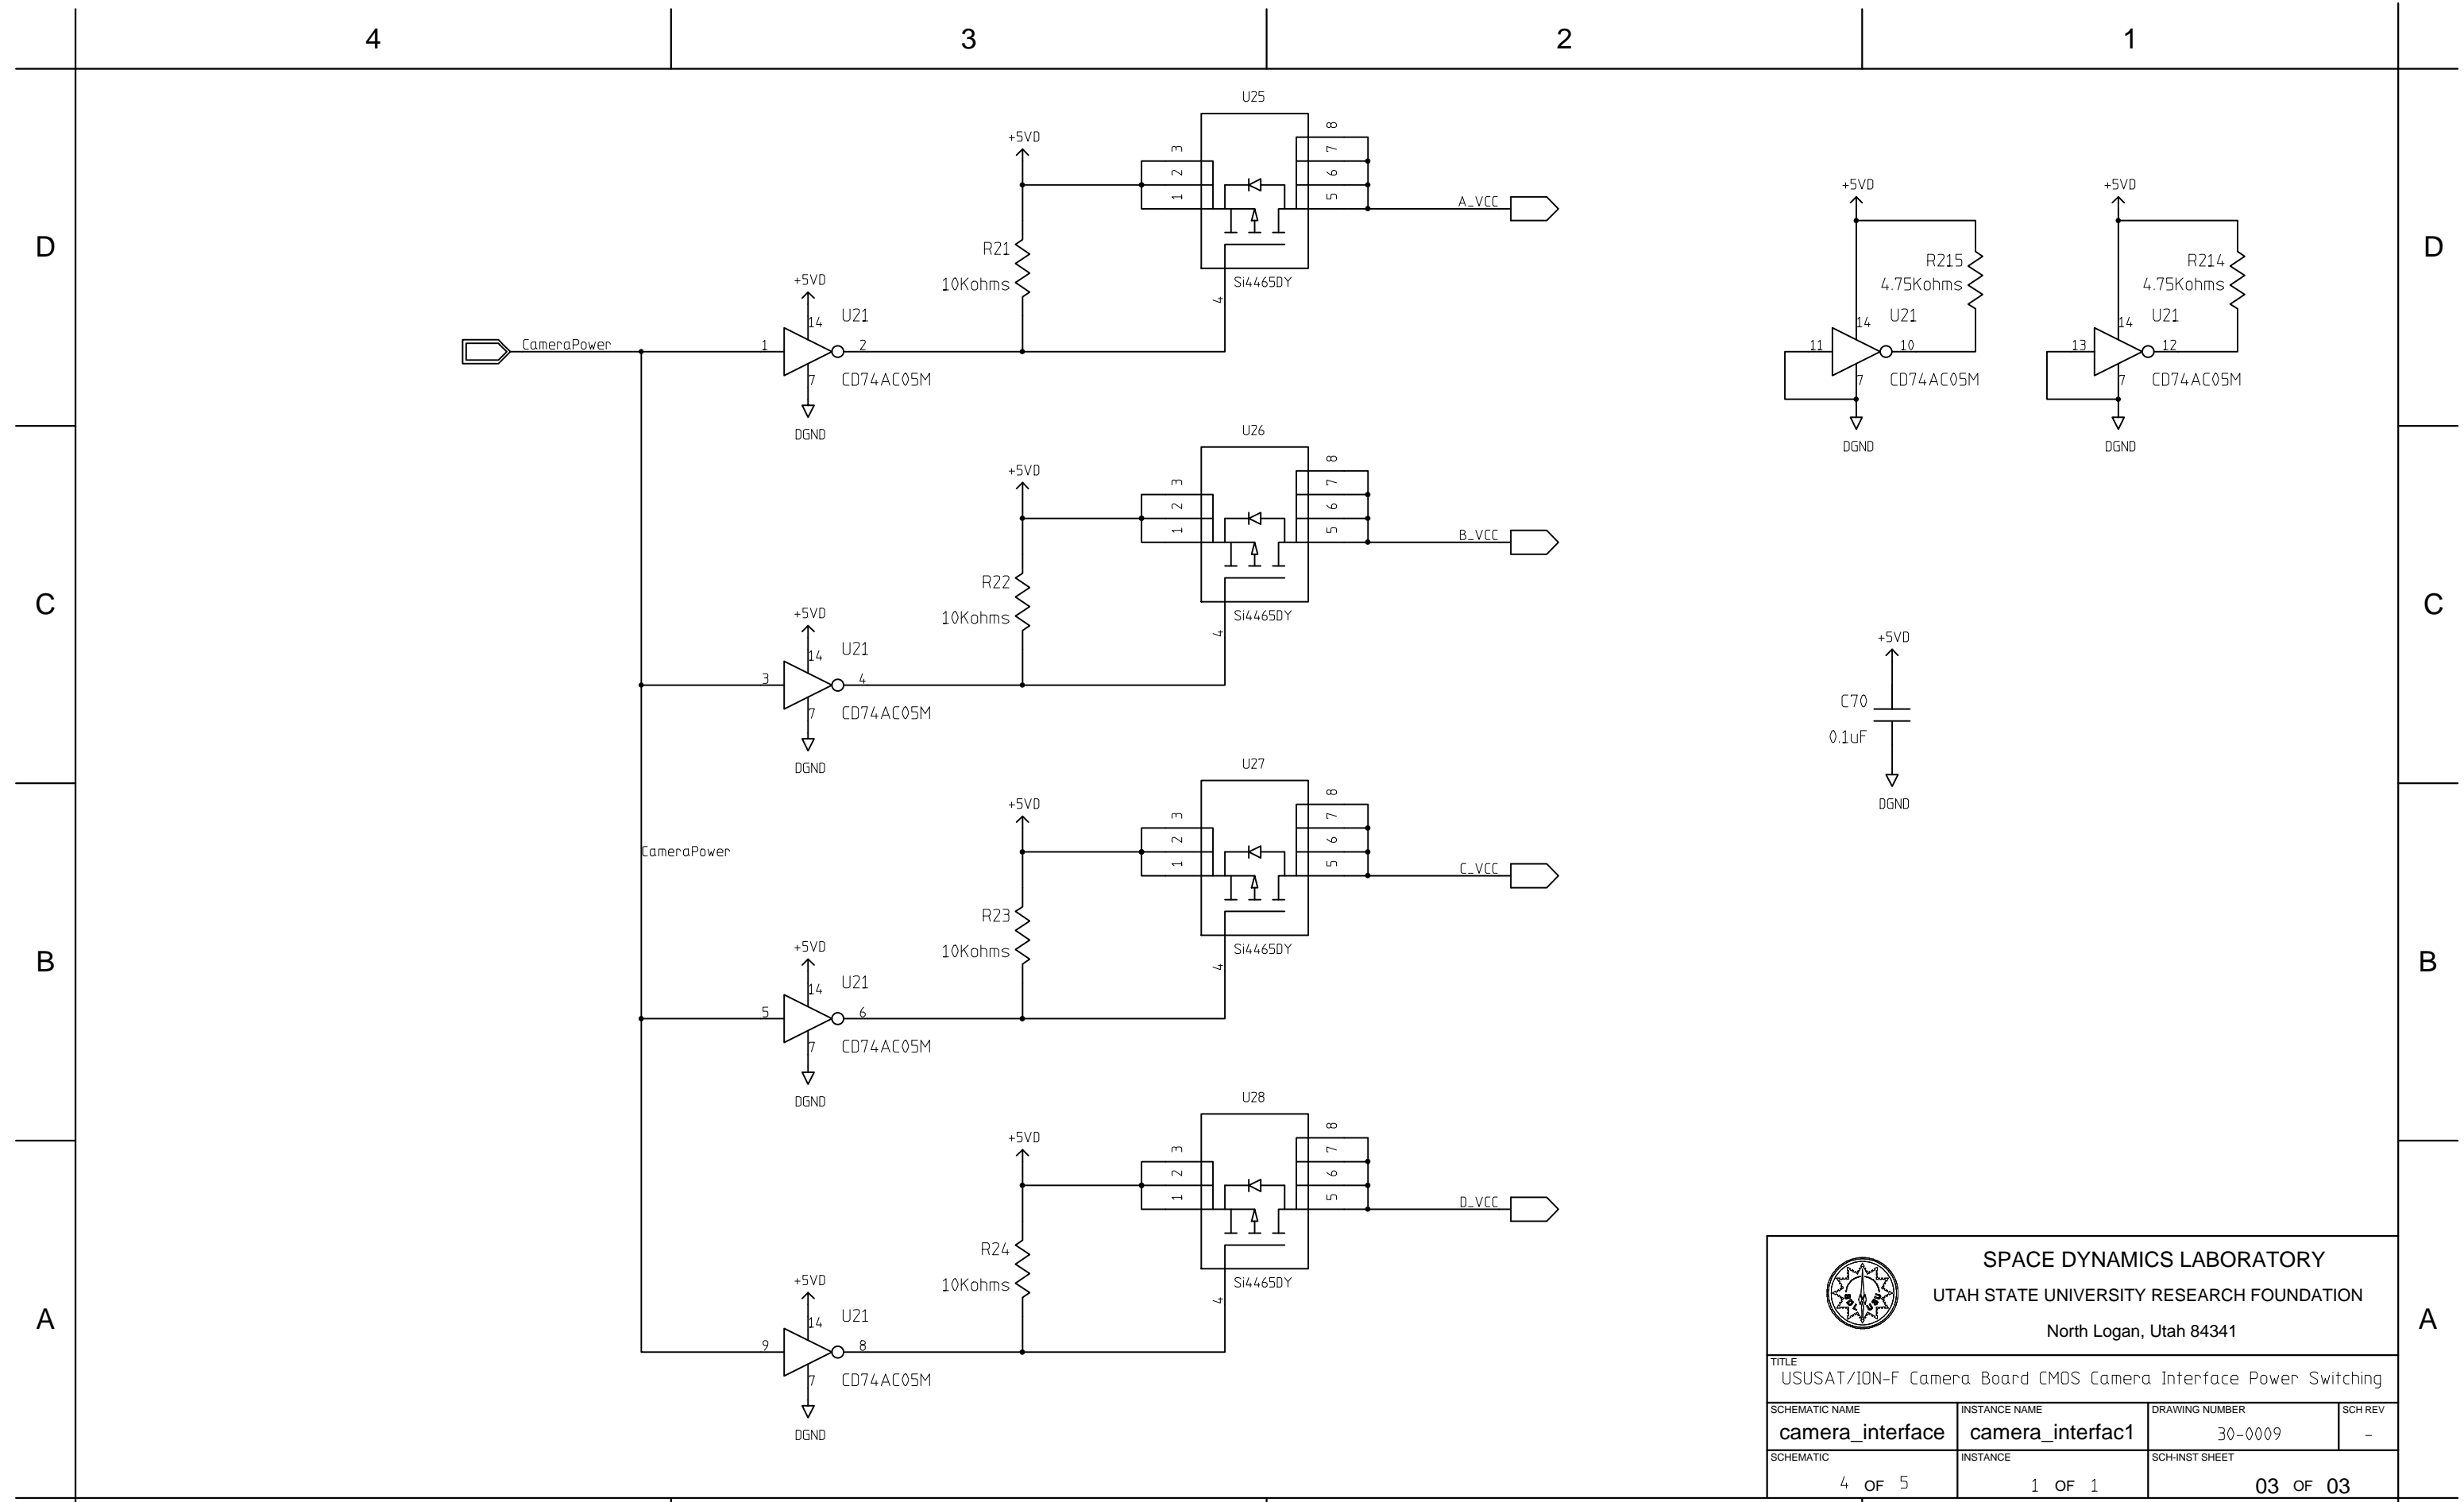 4 3 2 1
D
D
C
C
B
B
A
A
CameraPower
CameraPower
U25
+5VD
3
2
1
8
7
6
5
4
Si4465DY
A_VCC
R21
10Kohms
+5VD
14
U21
1
2
7
CD74AC05M
DGND
U26
+5VD
3
2
1
8
7
6
5
4
Si4465DY
B_VCC
R22
10Kohms
+5VD
14
U21
3
4
7
CD74AC05M
DGND
U27
+5VD
3
2
1
8
7
6
5
4
Si4465DY
C_VCC
R23
10Kohms
+5VD
14
U21
5
6
7
CD74AC05M
DGND
U28
+5VD
3
2
1
8
7
6
5
4
Si4465DY
D_VCC
R24
10Kohms
+5VD
14
U21
9
8
7
CD74AC05M
DGND
+5VD
R215
4.75Kohms
14
U21
11
10
7
CD74AC05M
DGND
+5VD
R214
4.75Kohms
14
U21
13
12
7
CD74AC05M
DGND
+5VD
C70
0.1uF
DGND
SPACE DYNAMICS LABORATORY
UTAH STATE UNIVERSITY RESEARCH FOUNDATION
North Logan, Utah 84341
TITLE
USUSAT/ION-F Camera Board CMOS Camera Interface Power Switching
SCHEMATIC NAME
camera_interface
INSTANCE NAME
camera_interfac1
DRAWING NUMBER
30-0009
SCH REV
-
SCHEMATIC
4 OF 5
INSTANCE
1 OF 1
SCH-INST SHEET
03 OF 03